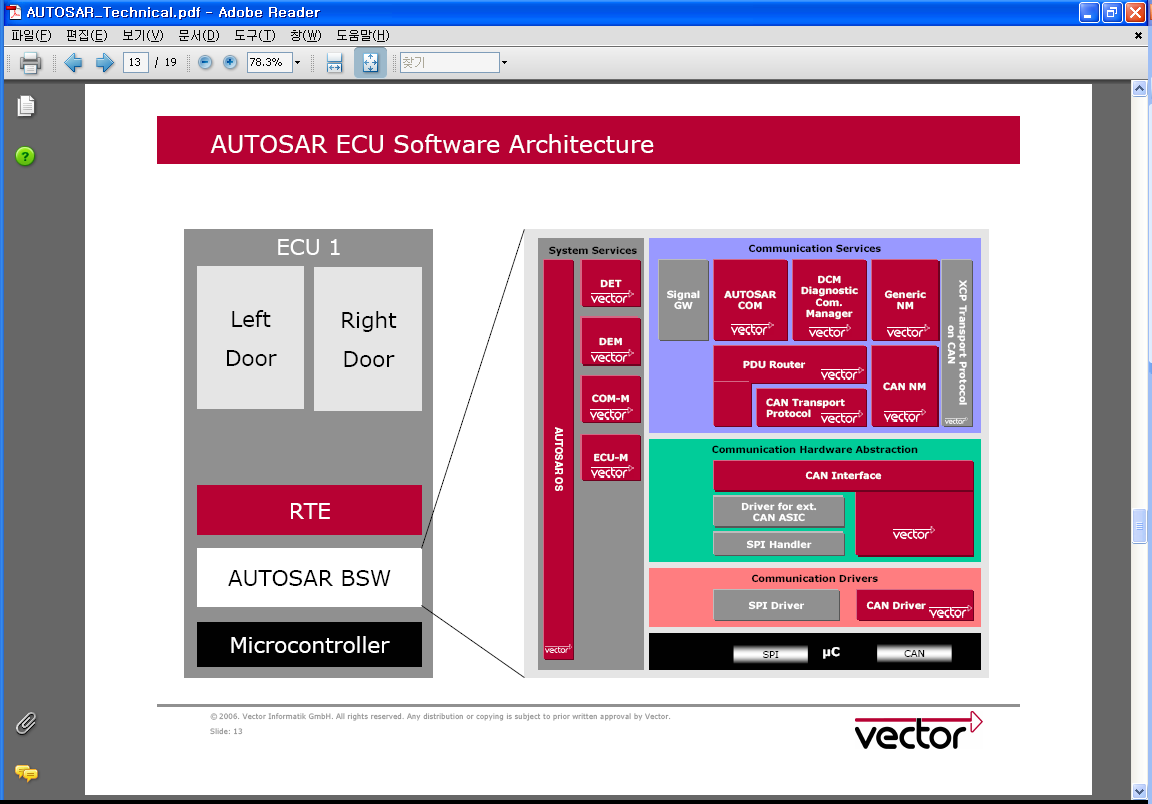 AUTOSAR_Technical.pdf - Adobe Reader
파일(F) 편집(E) 보기(V) 문서(D) 도구(T) 창(W) 도움말(H)
13 / 19 78.3% 찾기
AUTOSAR ECU Software Architecture
ECU 1
Left
Door
Right
Door
RTE
AUTOSAR BSW
Microcontroller
System Services
AUTOSAR OS
vector
DET
vector
DEM
vector
COM-M
vector
ECU-M
vector
Communication Services
Signal
GW
AUTOSAR
COM
vector
DCM
Diagnostic
Com.
Manager
vector
Generic
NM
vector
XCP Transport Protocol
on CAN
vector
PDU Router
vector
CAN Transport
Protocol
vector
CAN NM
vector
Communication Hardware Abstraction
CAN Interface
vector
Driver for ext.
CAN ASIC
SPI Handler
Communication Drivers
SPI Driver
CAN Driver
vector
SPI
µC
CAN
© 2006. Vector Informatik GmbH. All rights reserved. Any distribution or copying is subject to prior written approval by Vector.
Slide: 13
vector